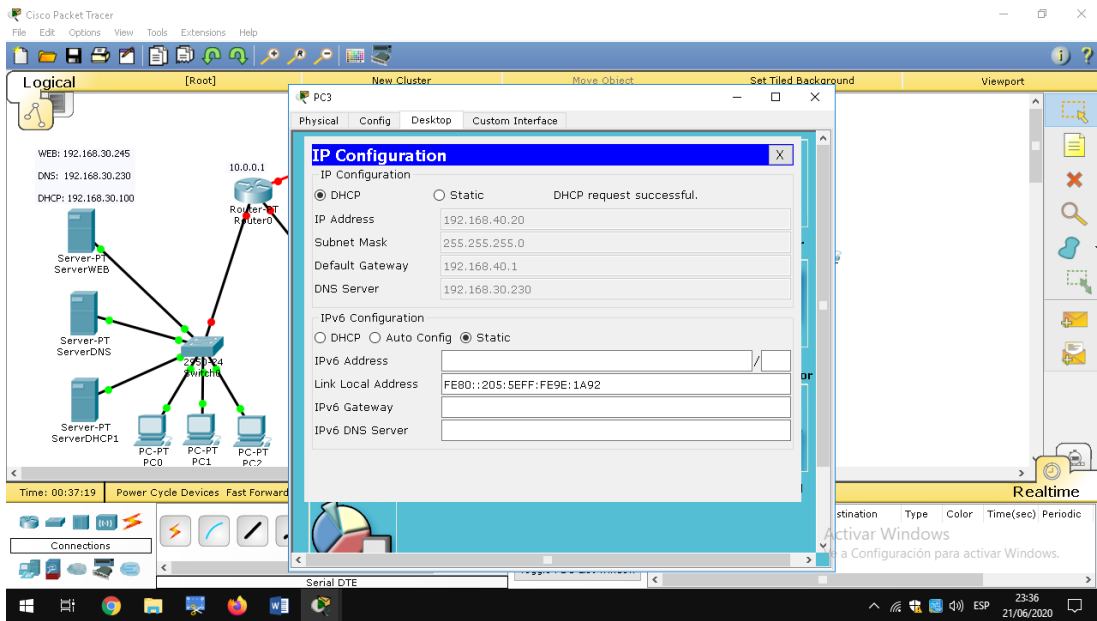 Cisco Packet Tracer
File Edit Options View Tools Extensions Help
Logical [Root] New Cluster Move Object Set Tiled Background Viewport
WEB: 192.168.30.245
DNS: 192.168.30.230
DHCP: 192.168.30.100
10.0.0.1
Router-PT
Router0
Server-PT
ServerWEB
Server-PT
ServerDNS
2950-24
Switch0
Server-PT
ServerDHCP1
PC-PT
PC0
PC-PT
PC1
PC-PT
PC2
PC3
Physical Config Desktop Custom Interface
IP Configuration X
IP Configuration
DHCP Static DHCP request successful.
IP Address 192.168.40.20
Subnet Mask 255.255.255.0
Default Gateway 192.168.40.1
DNS Server 192.168.30.230
IPv6 Configuration
DHCP Auto Config Static
IPv6 Address /
Link Local Address FE80::205:5EFF:FE9E:1A92
IPv6 Gateway
IPv6 DNS Server
Time: 00:37:19 Power Cycle Devices Fast Forward Realtime
Connections
Serial DTE
Type Color Time(sec) Periodic
Activar Windows
a Configuración para activar Windows.
ESP
23:36
21/06/2020